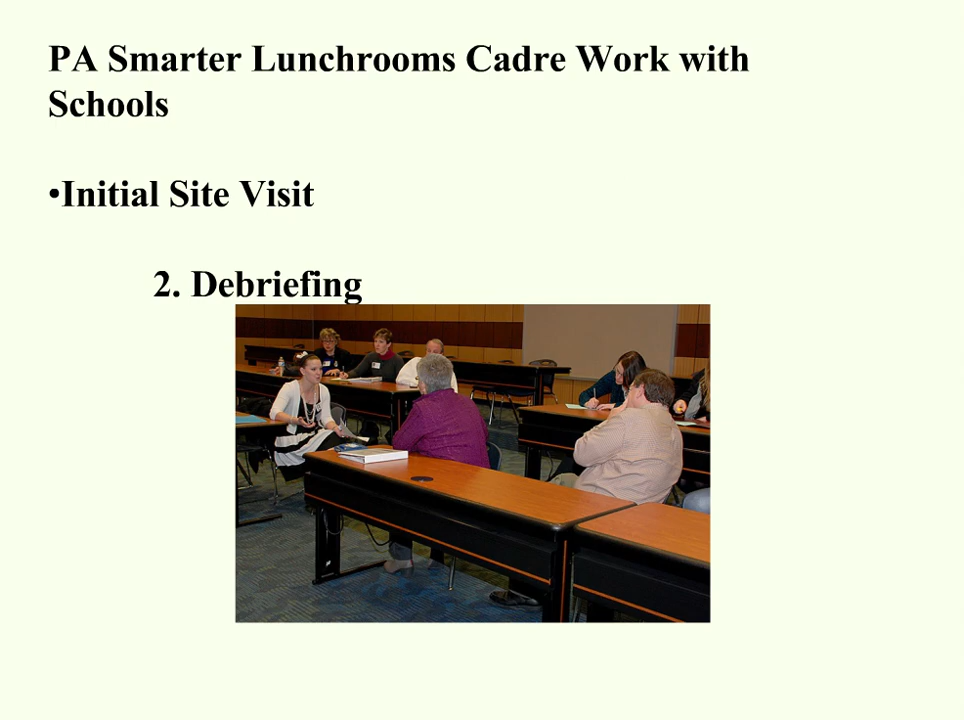 PA Smarter Lunchrooms Cadre Work with
Schools
•Initial Site Visit
2. Debriefing